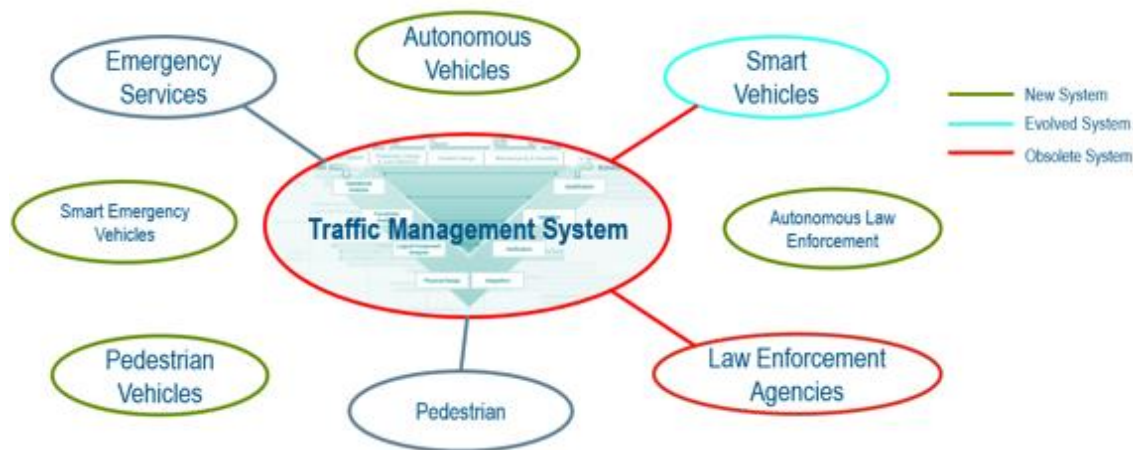 Autonomous
Vehicles
Emergency
Services
Smart
Vehicles
New System
Evolved System
Obsolete System
Traffic Management System
Smart Emergency
Vehicles
Autonomous Law
Enforcement
Pedestrian
Vehicles
Pedestrian
Law Enforcement
Agencies